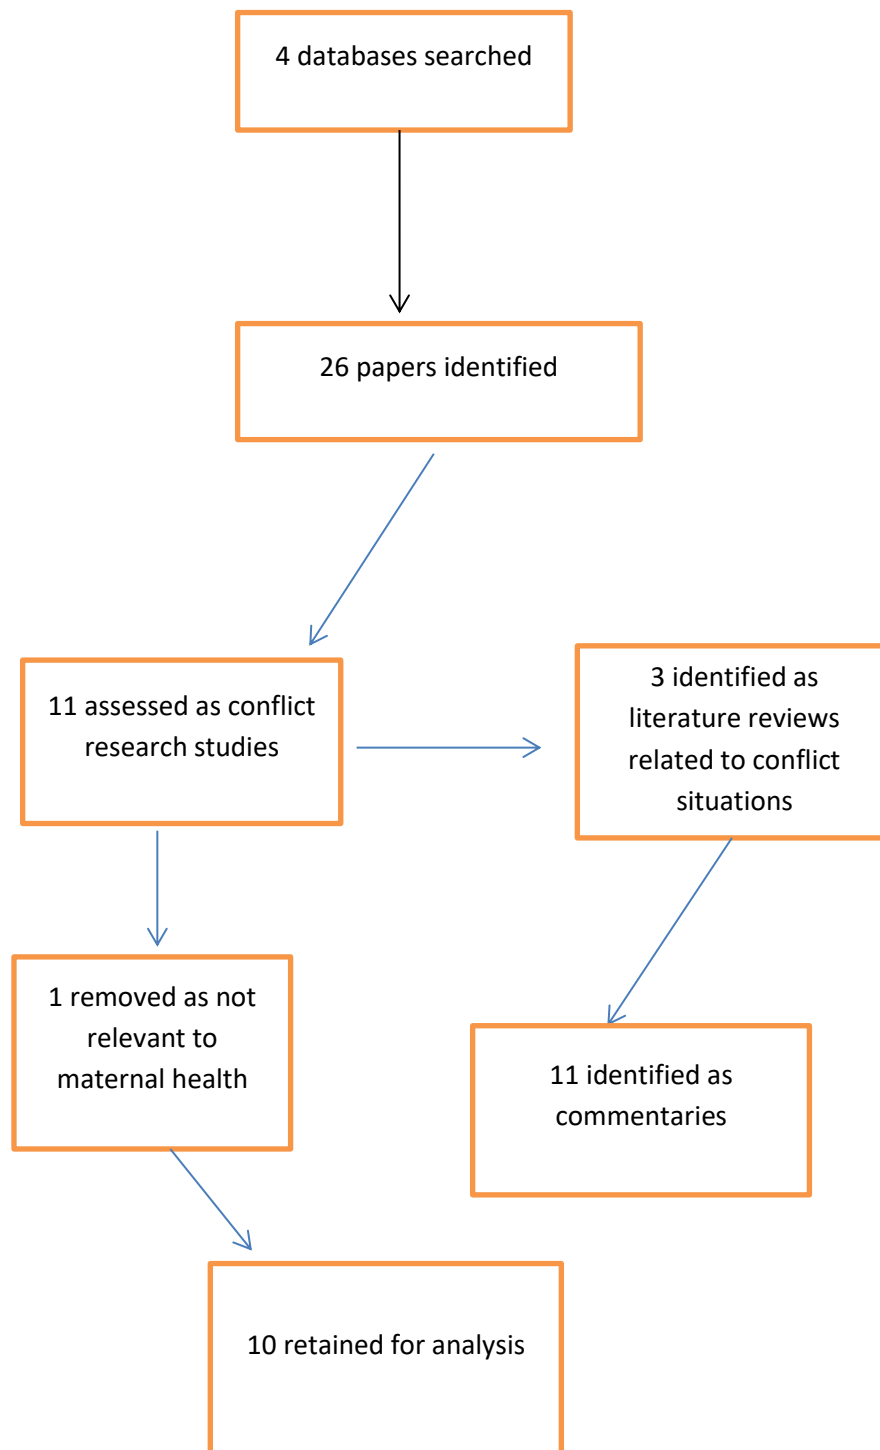 4 databases searched
26 papers identified
11 assessed as conflict
research studies
3 identified as
literature reviews
related to conflict
situations
1 removed as not
relevant to
maternal health
11 identified as
commentaries
10 retained for analysis